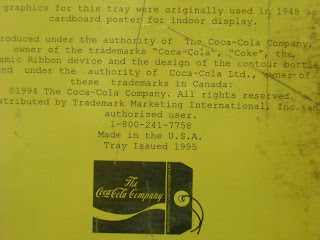 graphics for this tray were originally used in 1948 as
cardboard poster for indoor display.
roduced under the authority of The Coca-Cola Company,
owner of the trademarks "Coca-Cola", "Coke", the
amic Ribbon device and the design of the contour bottle
and under the authority of Coca-Cola Ltd., owner of
these trademarks in Canada.
©1994 The Coca-Cola Company. All rights reserved.
stributed by Trademark Marketing International, Inc. an
authorized user.
1-800-241-7758
Made in the U.S.A.
Tray Issued 1995
The
Coca-Cola Company